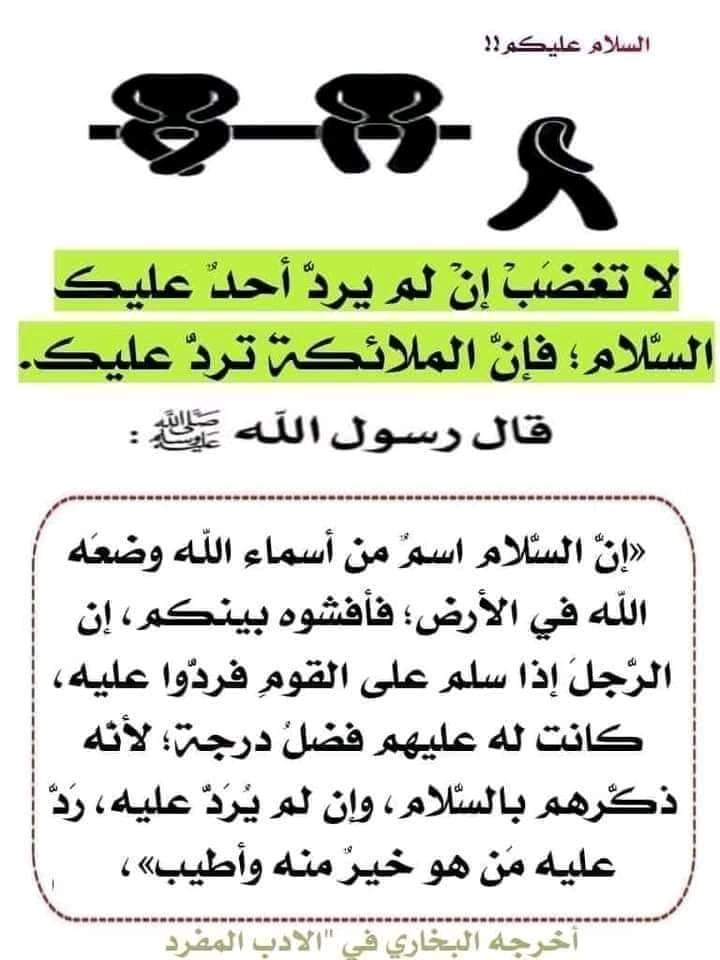 السلام عليكم!!
لا تغضَبْ إنْ لم يردَّ أحدٌ عليك
السَّلام؛ فإنَّ الملائكة تردُّ عليك.
قال رسول الله ﷺ :
«إنَّ السَّلام اسمٌ من أسماء الله وضعَه
الله في الأرض؛ فأفشوه بينكم، إن
الرّجلَ إذا سلم على القومِ فردُّوا عليه،
كانت له عليهم فضلُ درجة؛ لأنّه
ذكَّرهم بالسَّلام، وإن لم يُرَدَّ عليه، رَدَّ
عليه مَن هو خيرٌ منه وأطيب»،
أخرجه البخاري في "الادب المفرد